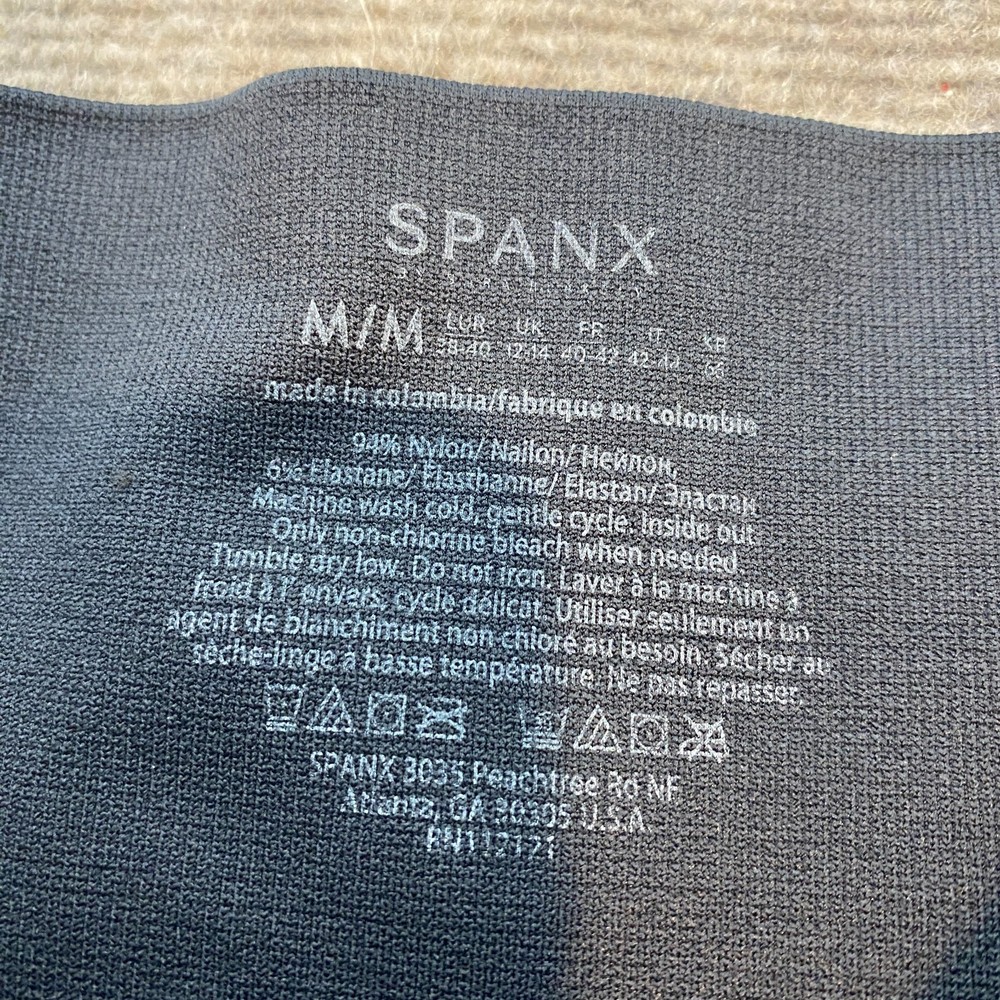 SPANX
M/M EUR UK FR IT
38-40 12-14 40-42 42-44 66
made in colombia/fabrique en colombie
94% Nylon/ Nailon/ Нейлон,
6% Elastane/ Elasthanne/ Elastan/ Эластан
Machine wash cold, gentle cycle. Inside out.
Only non-chlorine bleach when needed
Tumble dry low. Do not iron. Laver à la machine à
froid à l' envars, cycle délicat. Utiliser seulement un
agent de blanchiment non chloré au besoin. Sécher au
sèche-linge à basse température. Ne pas repasser.
SPANX 3035 Peachtree Rd NE
Atlanta, GA 30305 U.S.A.
RN112121